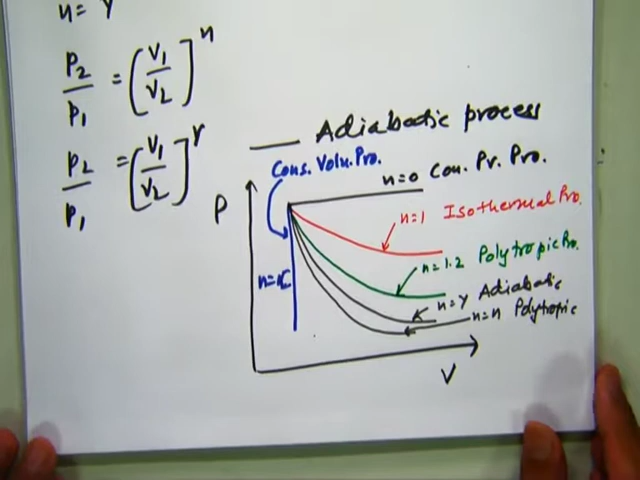 n = γ
P2/P1 = (V1/V2)^n
P2/P1 = (V1/V2)^γ
Adiabatic process
Cons. Volu. Pro.
n=0 Con. Pr. Pro.
P
n=1 Isothermal Pro.
n=1.2 Polytropic Pro.
n=γ Adiabatic
n=n Polytropic
V